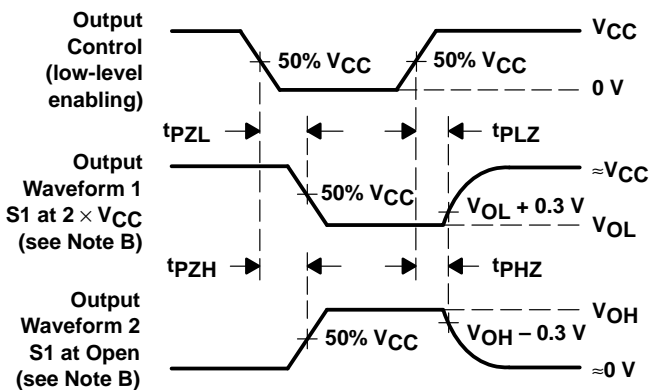 Output
Control
(low-level
enabling)
50% VCC
50% VCC
VCC
0 V
tPZL
tPLZ
Output
Waveform 1
S1 at 2 × VCC
(see Note B)
50% VCC
≈VCC
VOL + 0.3 V
VOL
tPZH
tPHZ
Output
Waveform 2
S1 at Open
(see Note B)
50% VCC
VOH
VOH – 0.3 V
≈0 V